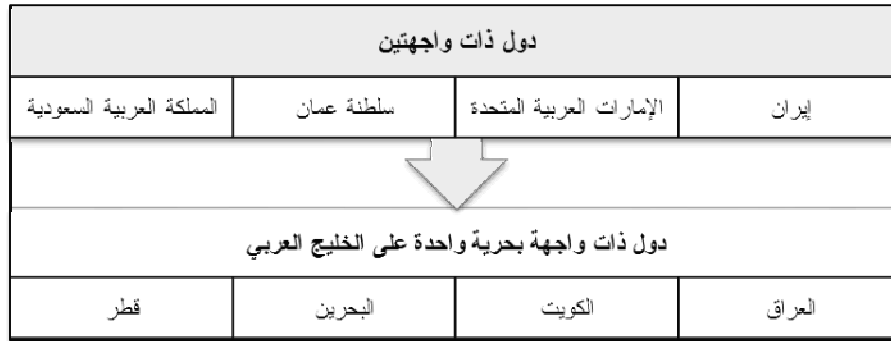 دول ذات واجهتين
إيران الإمارات العربية المتحدة سلطنة عمان المملكة العربية السعودية
دول ذات واجهة بحرية واحدة على الخليج العربي
العراق الكويت البحرين قطر